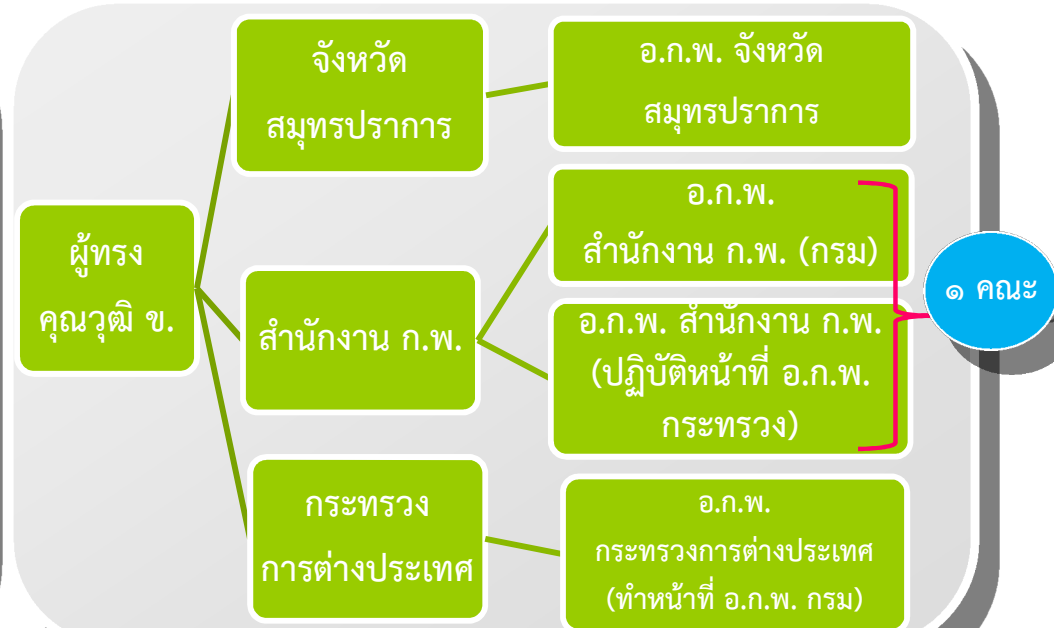 ผู้ทรง
คุณวุฒิ ข.
จังหวัด
สมุทรปราการ
อ.ก.พ. จังหวัด
สมุทรปราการ
สำนักงาน ก.พ.
อ.ก.พ.
สำนักงาน ก.พ. (กรม)
อ.ก.พ. สำนักงาน ก.พ.
(ปฏิบัติหน้าที่ อ.ก.พ.
กระทรวง)
๑ คณะ
กระทรวง
การต่างประเทศ
อ.ก.พ.
กระทรวงการต่างประเทศ
(ทำหน้าที่ อ.ก.พ. กรม)